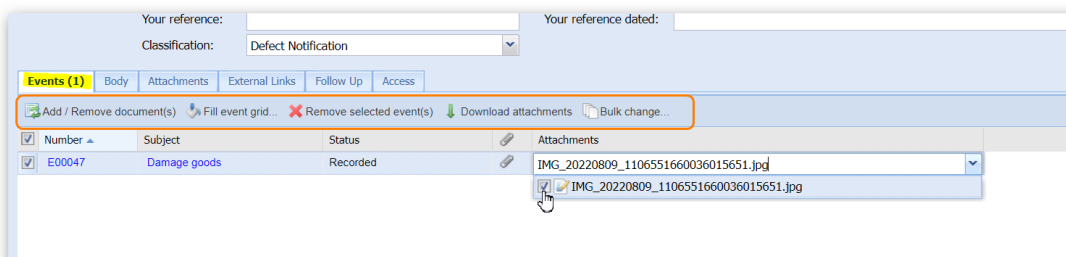 Your reference: Your reference dated:
Classification: Defect Notification
Events (1) Body Attachments External Links Follow Up Access
Add / Remove document(s) Fill event grid... Remove selected event(s) Download attachments Bulk change...
Number Subject Status Attachments
E00047 Damage goods Recorded IMG_20220809_1106551660036015651.jpg
IMG_20220809_1106551660036015651.jpg